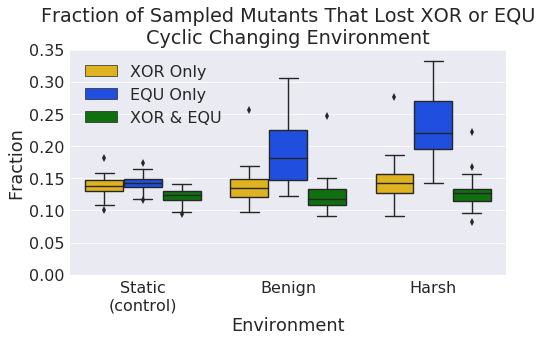 Fraction of Sampled Mutants That Lost XOR or EQU
Cyclic Changing Environment
0.35
0.30
0.25
0.20
0.15
0.10
0.05
0.00
Fraction
XOR Only
EQU Only
XOR & EQU
Static
(control)
Benign
Harsh
Environment